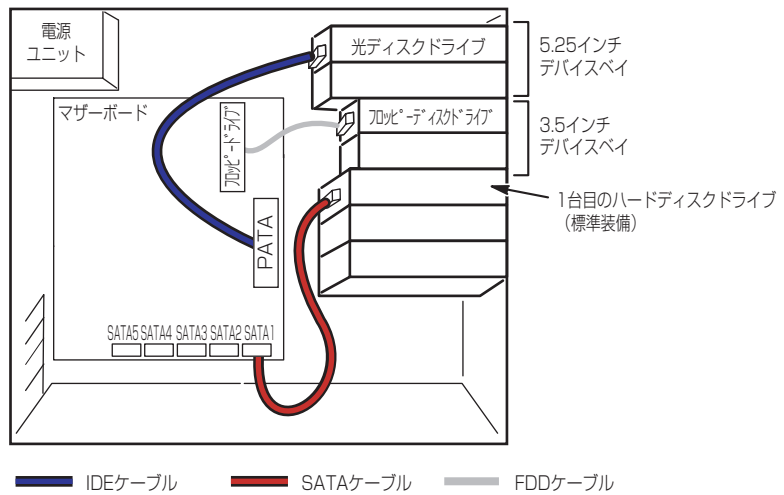 電源
ユニット
光ディスクドライブ
5.25インチ
デバイスベイ
マザーボード
フロッピードライブ
フロッピーディスクドライブ
3.5インチ
デバイスベイ
1台目のハードディスクドライブ
（標準装備）
PATA
SATA5 SATA4 SATA3 SATA2 SATA1
IDEケーブル
SATAケーブル
FDDケーブル